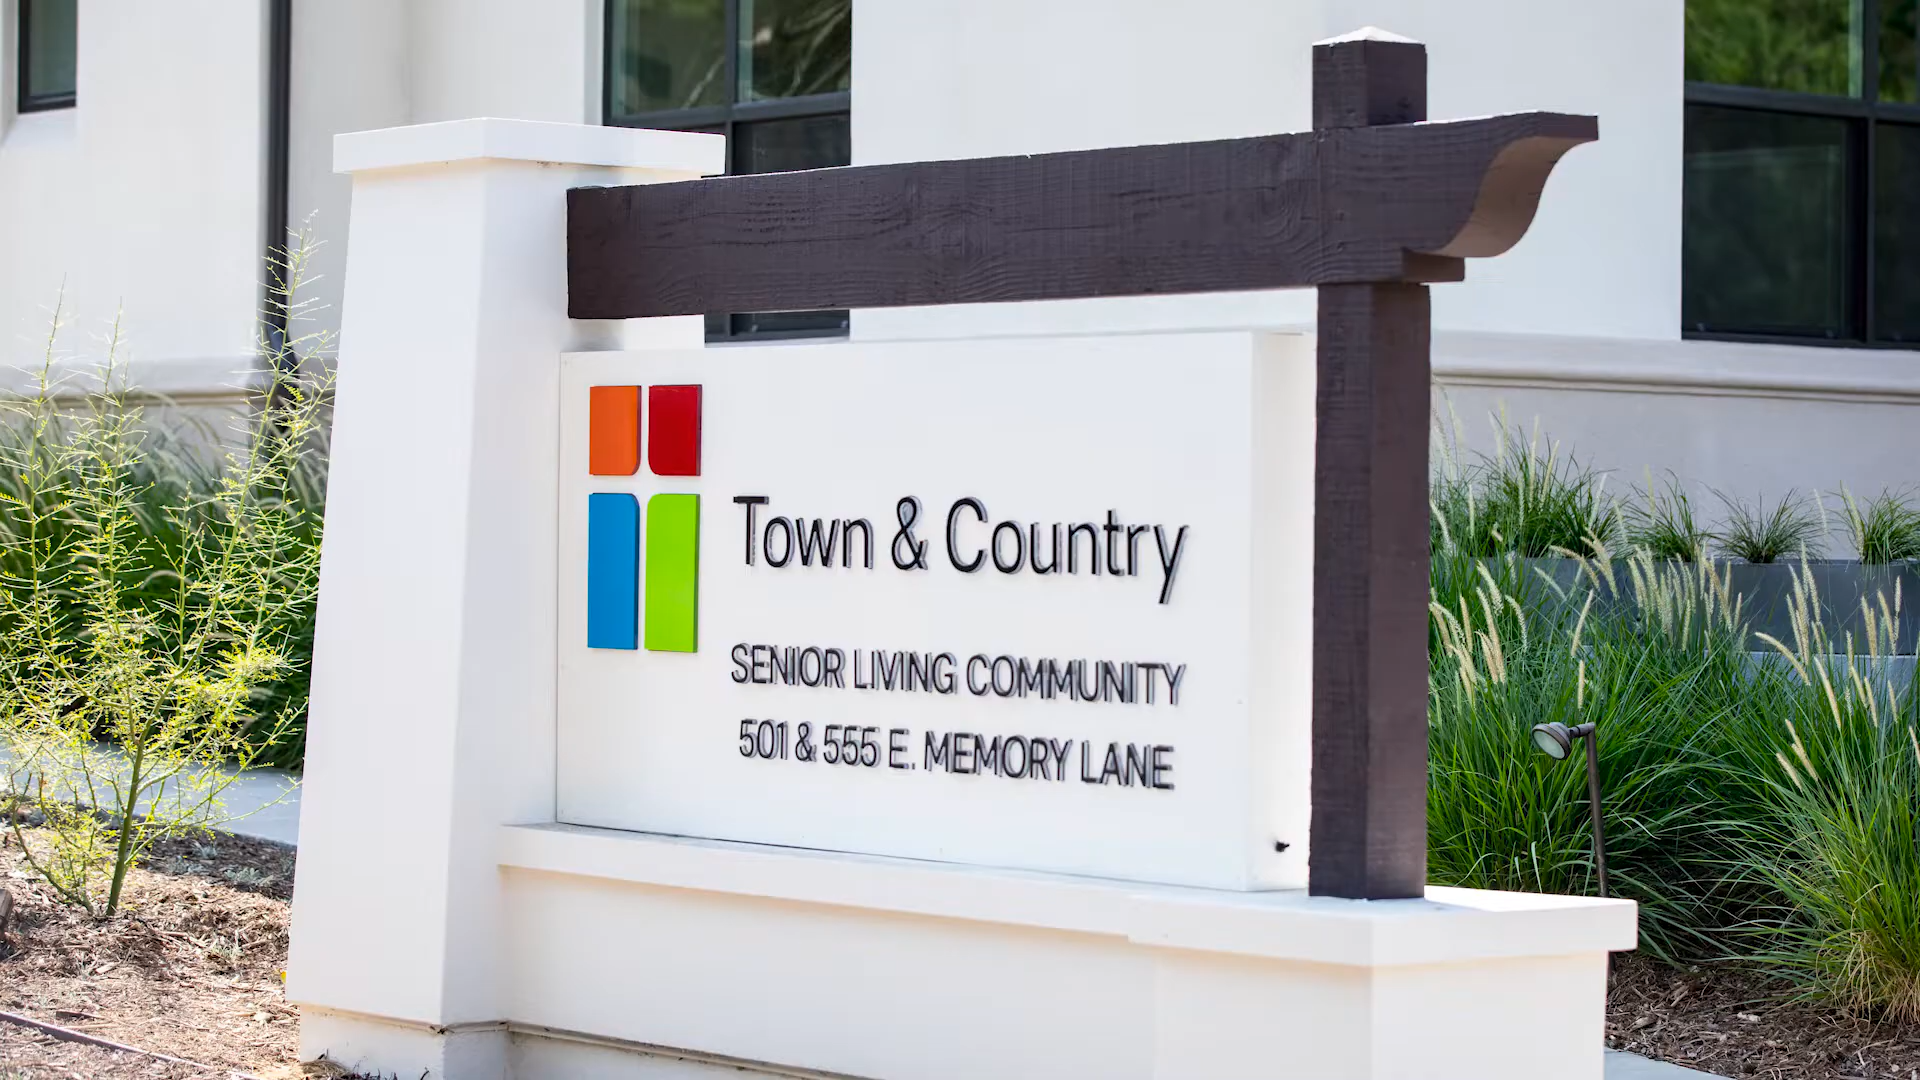 Town & Country
SENIOR LIVING COMMUNITY
501 & 555 E. MEMORY LANE